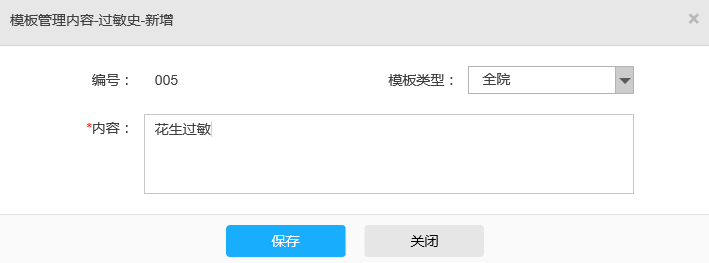 模板管理内容-过敏史-新增
编号： 005 模板类型： 全院
*内容： 花生过敏
保存 关闭